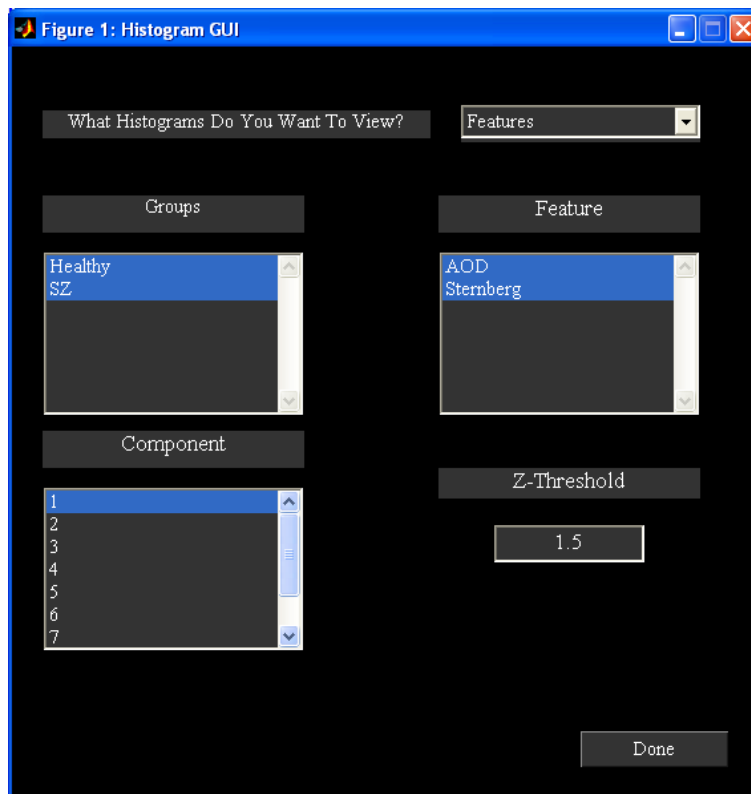 Figure 1: Histogram GUI
What Histograms Do You Want To View?
Features
Groups
Feature
Healthy
SZ
AOD
Sternberg
Component
Z-Threshold
1
2
3
4
5
6
7
1.5
Done